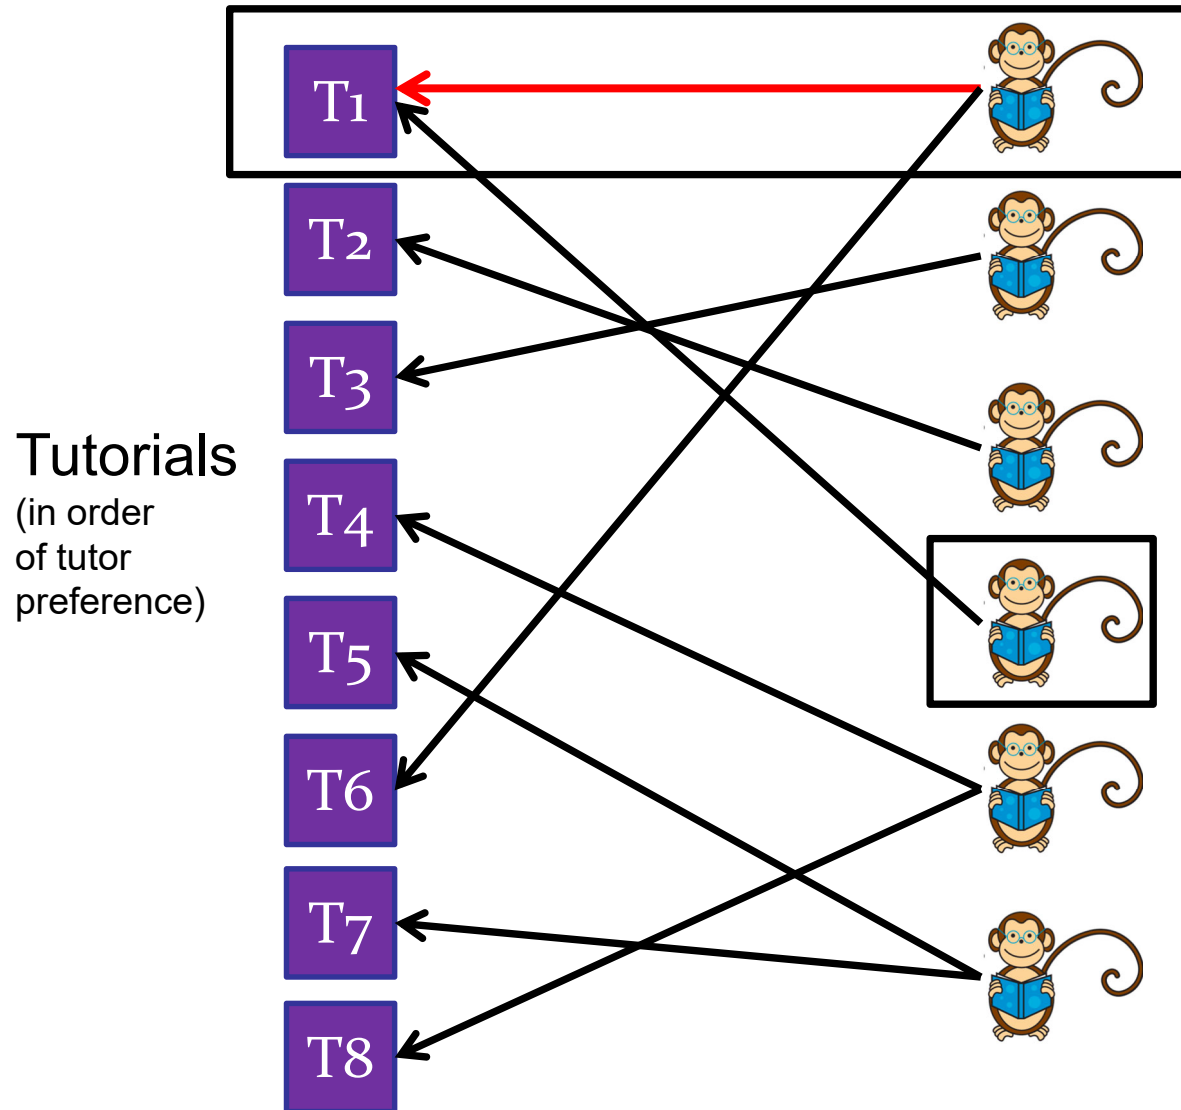 T1
T2
T3
Tutorials
(in order
of tutor
preference)
T4
T5
T6
T7
T8